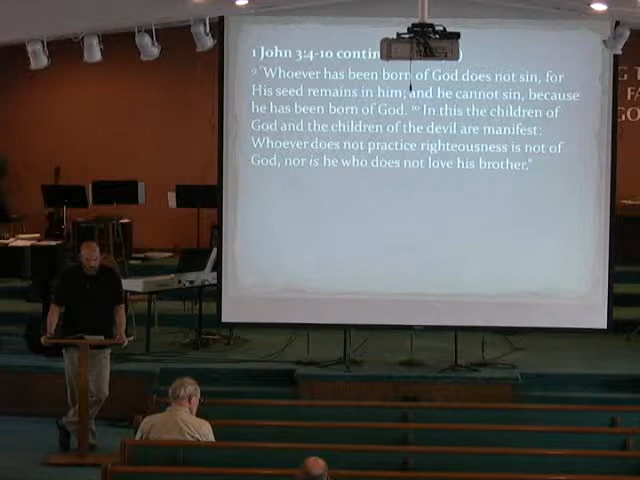 1 John 3:4-10 contin )
9 "Whoever has been born of God does not sin, for
His seed remains in him; and he cannot sin, because
he has been born of God. 10 In this the children of
God and the children of the devil are manifest:
Whoever does not practice righteousness is not of
God, nor is he who does not love his brother."
G T
FA
GO